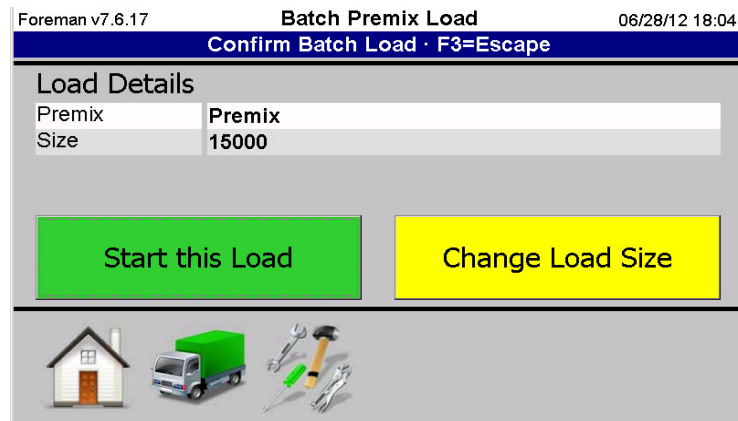 Foreman v7.6.17 Batch Premix Load 06/28/12 18:04
Confirm Batch Load · F3=Escape
Load Details
Premix Premix
Size 15000
Start this Load Change Load Size